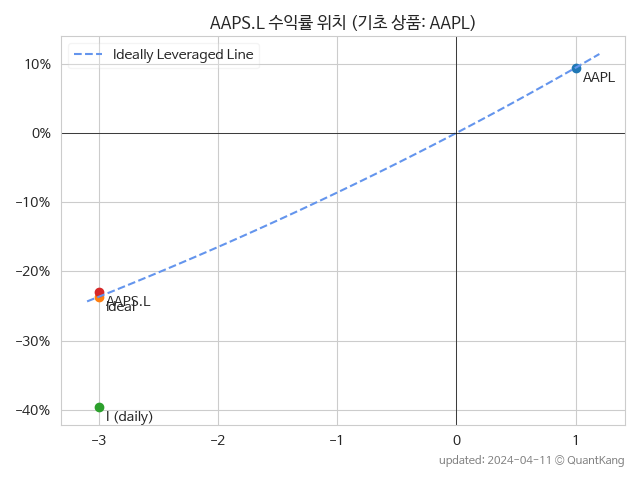 AAPS.L 수익률 위치 (기초 상품: AAPL)
Ideally Leveraged Line
10%
AAPL
0%
-10%
-20%
AAPS.L
Ideal
-30%
-40%
I (daily)
-3
-2
-1
0
1
updated: 2024-04-11 © QuantKang